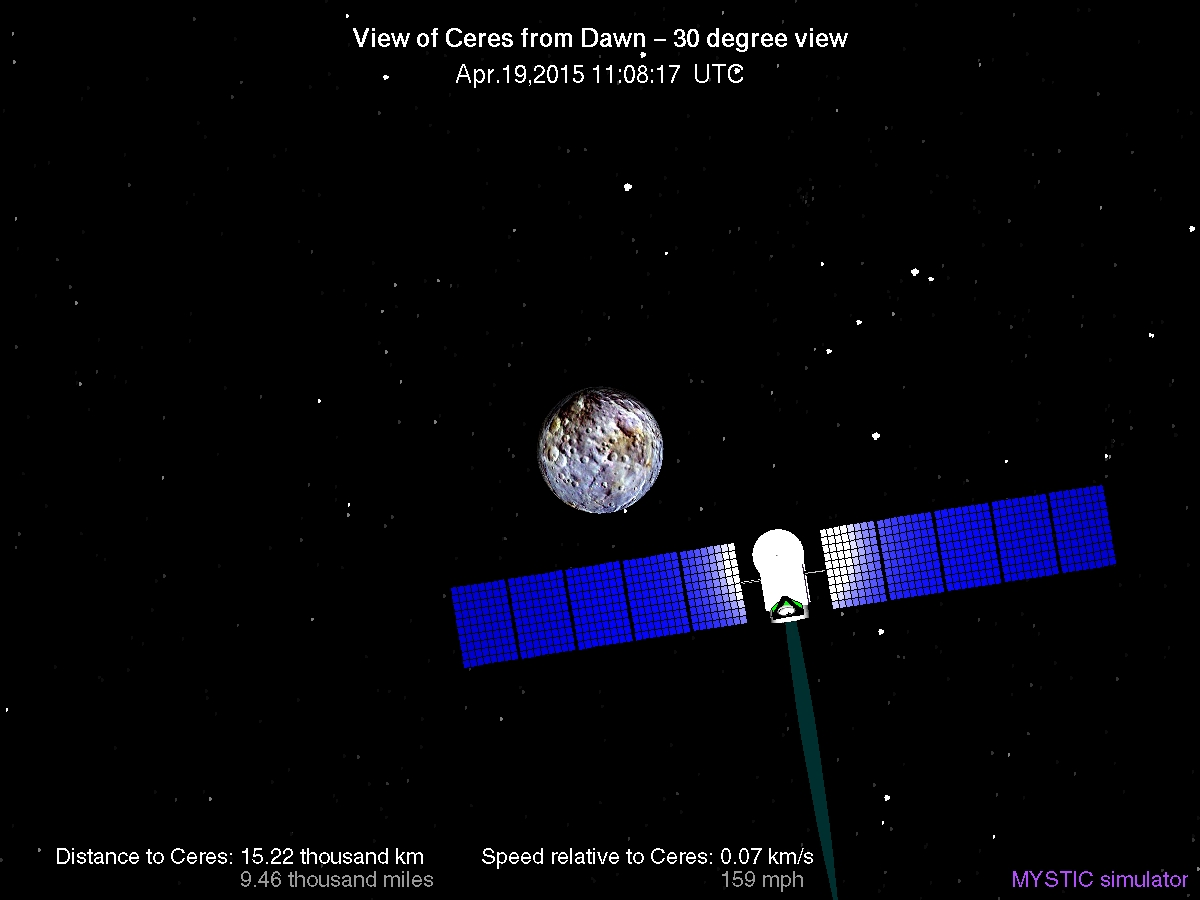 View of Ceres from Dawn – 30 degree view
Apr.19,2015 11:08:17 UTC
Distance to Ceres: 15.22 thousand km
9.46 thousand miles
Speed relative to Ceres: 0.07 km/s
159 mph
MYSTIC simulator